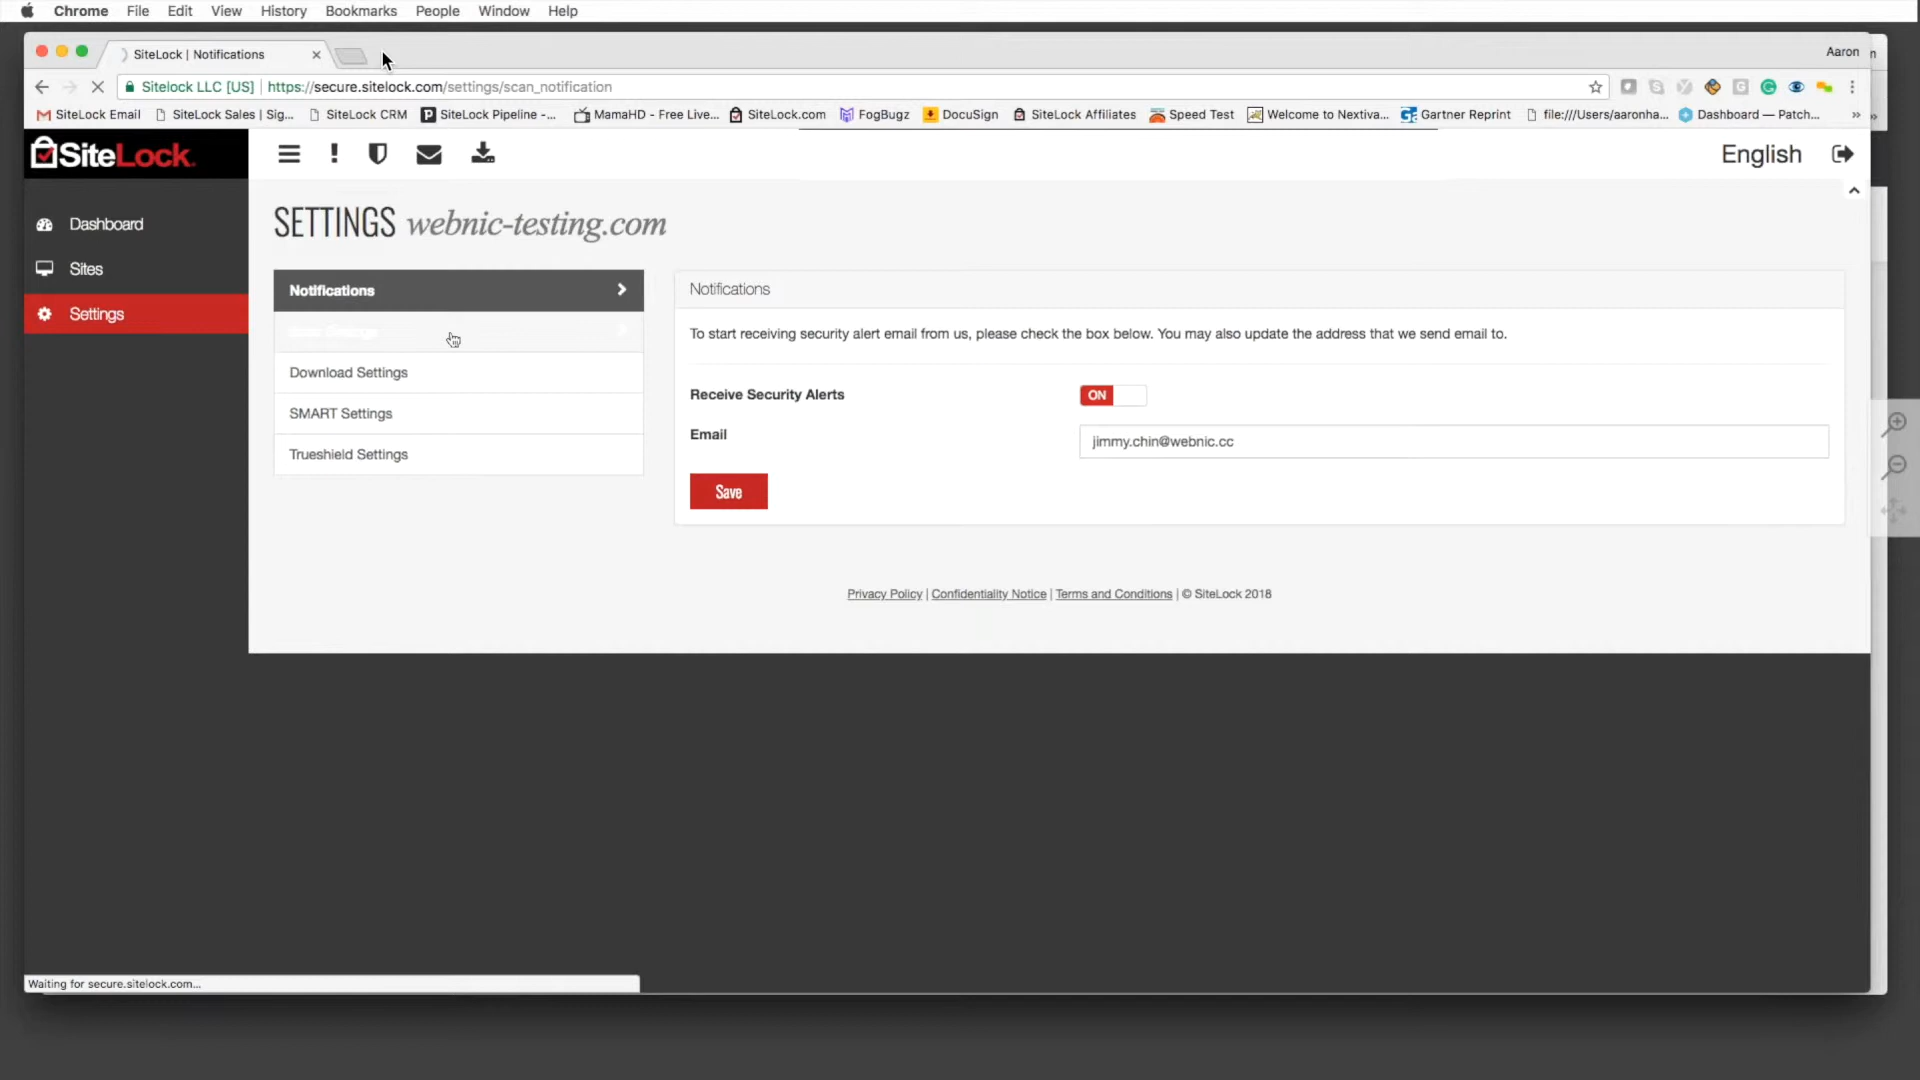 Chrome File Edit View History Bookmarks People Window Help
SiteLock | Notifications
Aaron
Sitelock LLC [US] https://secure.sitelock.com/settings/scan_notification
SiteLock Email SiteLock Sales | Sig... SiteLock CRM SiteLock Pipeline -... MamaHD - Free Live... SiteLock.com FogBugz DocuSign SiteLock Affiliates Speed Test Welcome to Nextiva... Gartner Reprint file:///Users/aaronha... Dashboard — Patch... »
SiteLock
English
Dashboard
Sites
Settings
SETTINGS webnic-testing.com
Notifications
Download Settings
SMART Settings
Trueshield Settings
Notifications
To start receiving security alert email from us, please check the box below. You may also update the address that we send email to.
Receive Security Alerts ON
Email jimmy.chin@webnic.cc
Save
Privacy Policy | Confidentiality Notice | Terms and Conditions | © SiteLock 2018
Waiting for secure.sitelock.com...